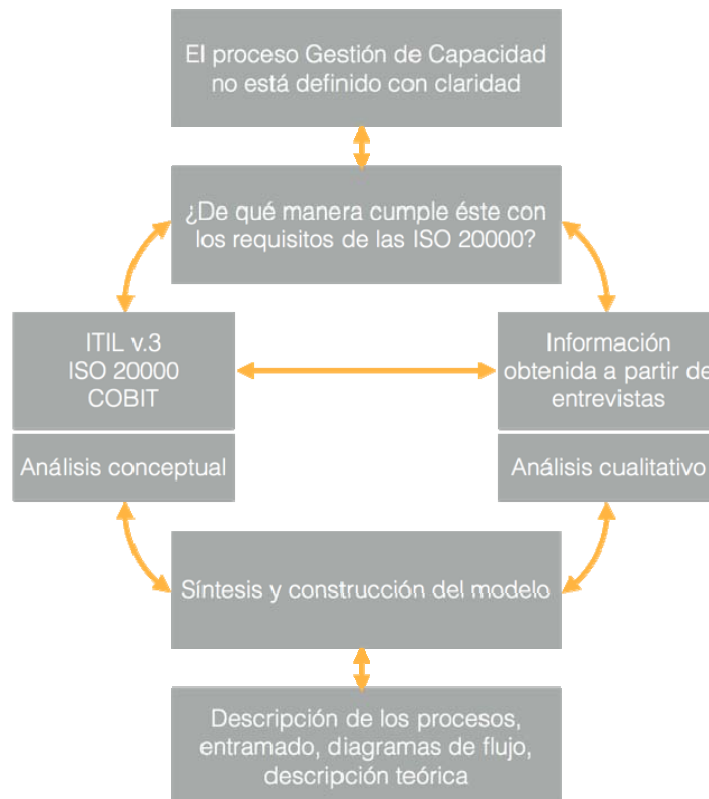 El proceso Gestión de Capacidad
no está definido con claridad
¿De qué manera cumple éste con
los requisitos de las ISO 20000?
ITIL v.3
ISO 20000
COBIT
Análisis conceptual
Información
obtenida a partir de
entrevistas
Análisis cualitativo
Síntesis y construcción del modelo
Descripción de los procesos,
entramado, diagramas de flujo,
descripción teórica